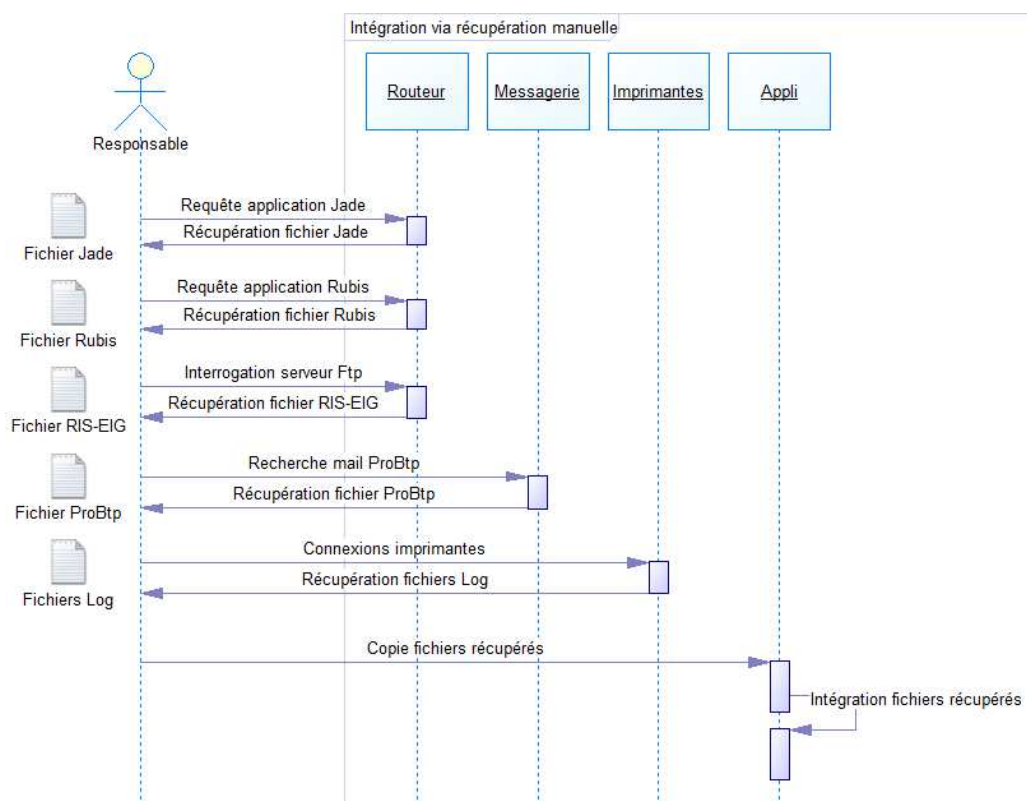 Intégration via récupération manuelle
Routeur
Messagerie
Imprimantes
Appli
Responsable
Requête application Jade
Récupération fichier Jade
Fichier Jade
Requête application Rubis
Récupération fichier Rubis
Fichier Rubis
Interrogation serveur Ftp
Récupération fichier RIS-EIG
Fichier RIS-EIG
Recherche mail ProBtp
Récupération fichier ProBtp
Fichier ProBtp
Connexions imprimantes
Récupération fichiers Log
Fichiers Log
Copie fichiers récupérés
Intégration fichiers récupérés